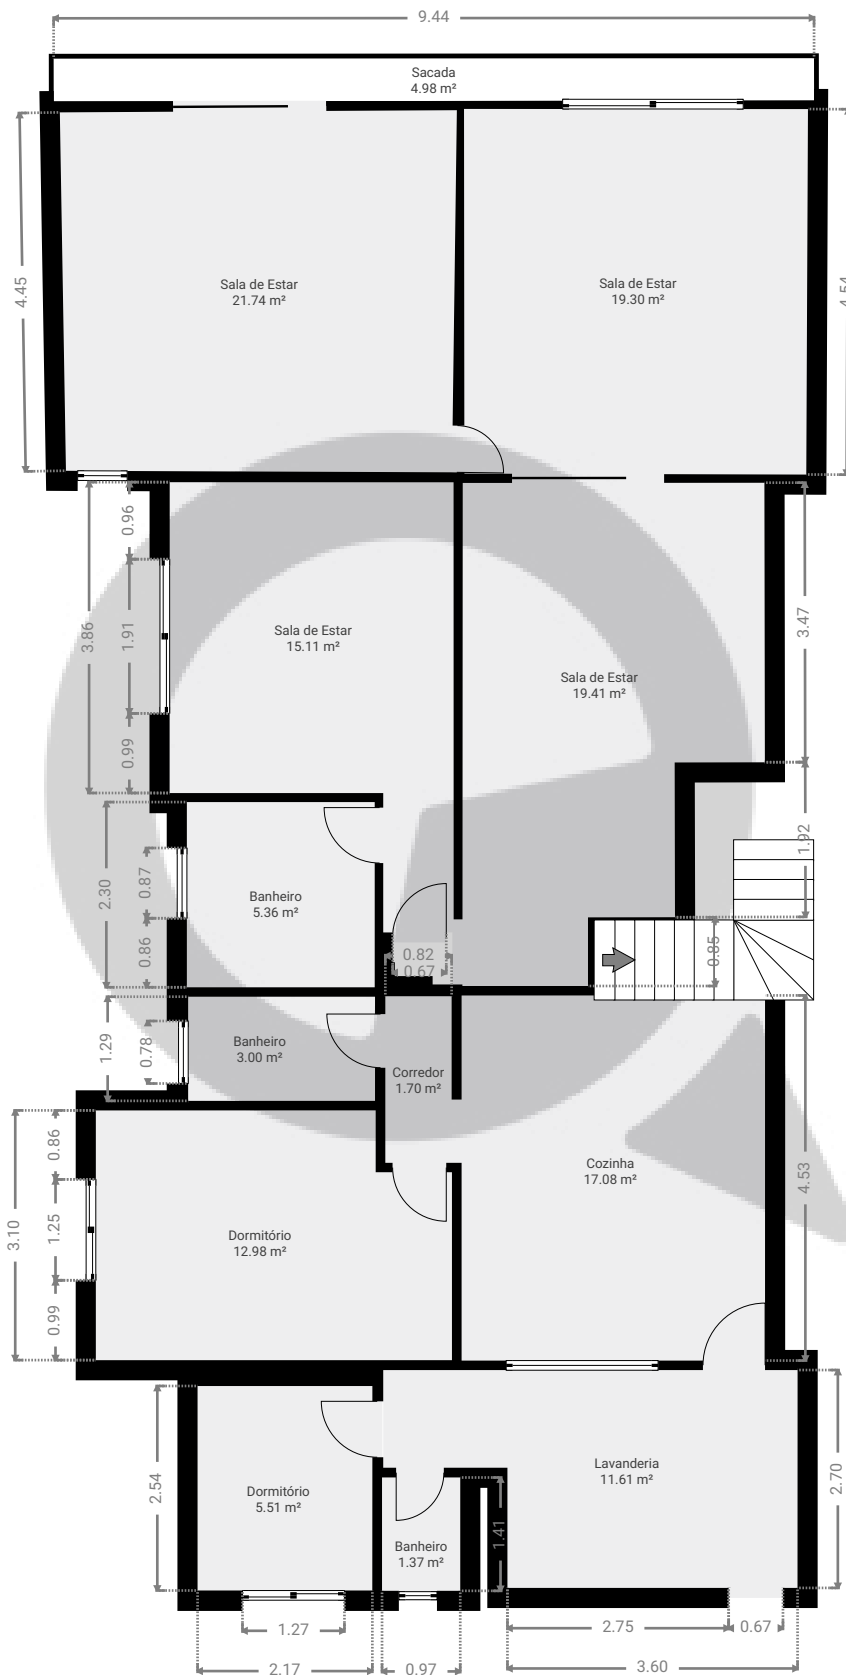 9.44
Sacada
4.98 m²
4.45
Sala de Estar
21.74 m²
Sala de Estar
19.30 m²
4.54
0.96
3.86
1.91
0.99
Sala de Estar
15.11 m²
Sala de Estar
19.41 m²
3.47
1.92
2.30
0.87
0.86
Banheiro
5.36 m²
0.82
0.67
0.85
1.29
0.78
Banheiro
3.00 m²
Corredor
1.70 m²
Cozinha
17.08 m²
4.53
3.10
0.86
1.25
0.99
Dormitório
12.98 m²
2.54
Dormitório
5.51 m²
Banheiro
1.37 m²
1.41
Lavanderia
11.61 m²
2.70
1.27
2.17
0.97
2.75
0.67
3.60